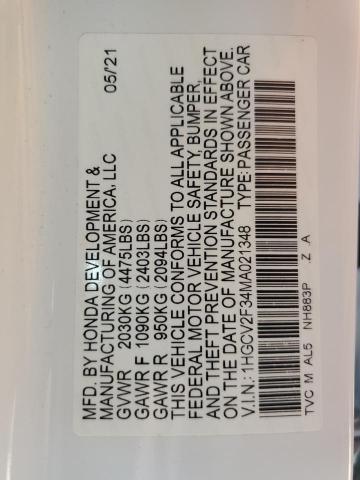 MFD. BY HONDA DEVELOPMENT & 05/21
MANUFACTURING OF AMERICA, LLC
GVWR 2030KG (4475LBS)
GAWR F 1090KG (2403LBS)
GAWR R 950KG (2094LBS)
THIS VEHICLE CONFORMS TO ALL APPLICABLE
FEDERAL MOTOR VEHICLE SAFETY, BUMPER,
AND THEFT PREVENTION STANDARDS IN EFFECT
ON THE DATE OF MANUFACTURE SHOWN ABOVE.
V.I.N.: 1HGCV2F34MA021348 TYPE: PASSENGER CAR
TVC M AL5 NH883P .Z .A